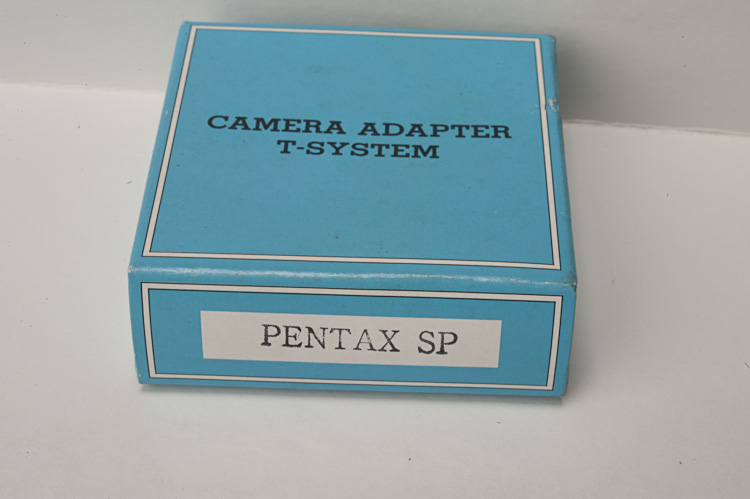 CAMERA ADAPTER
T-SYSTEM
PENTAX SP